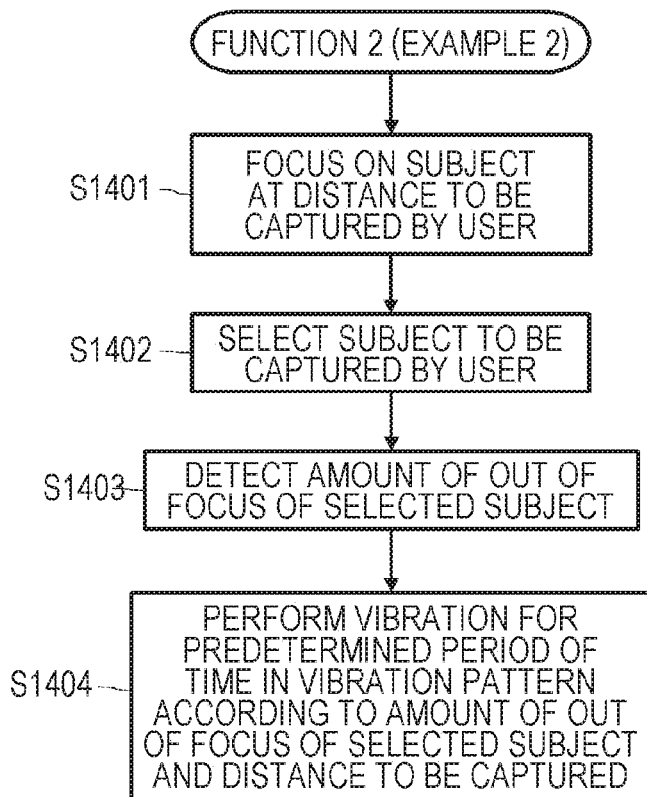 FUNCTION 2 (EXAMPLE 2)
S1401
FOCUS ON SUBJECT
AT DISTANCE TO BE
CAPTURED BY USER
S1402
SELECT SUBJECT TO BE
CAPTURED BY USER
S1403
DETECT AMOUNT OF OUT OF
FOCUS OF SELECTED SUBJECT
S1404
PERFORM VIBRATION FOR
PREDETERMINED PERIOD OF
TIME IN VIBRATION PATTERN
ACCORDING TO AMOUNT OF OUT
OF FOCUS OF SELECTED SUBJECT
AND DISTANCE TO BE CAPTURED